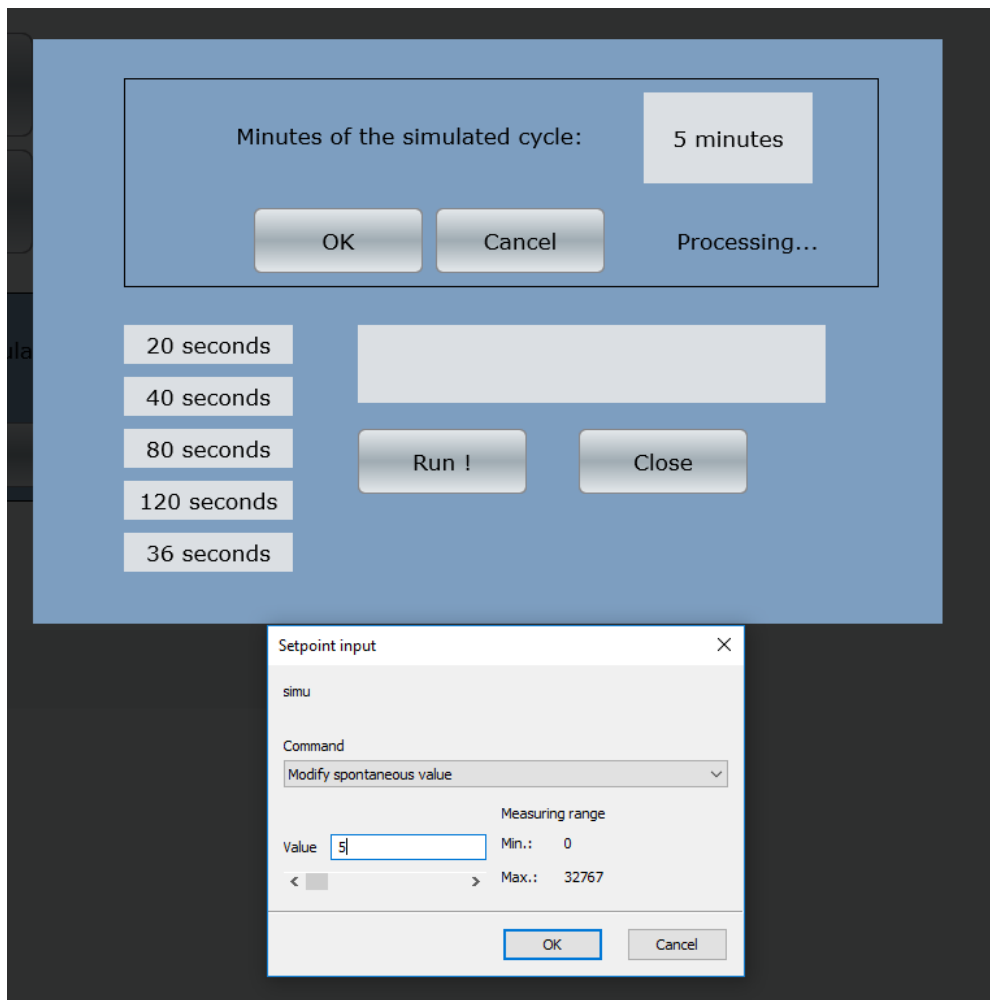 Minutes of the simulated cycle:
5 minutes
OK
Cancel
Processing...
ula
20 seconds
40 seconds
80 seconds
120 seconds
36 seconds
Run !
Close
Setpoint input
simu
Command
Modify spontaneous value
Measuring range
Value 5
Min.: 0
Max.: 32767
OK
Cancel